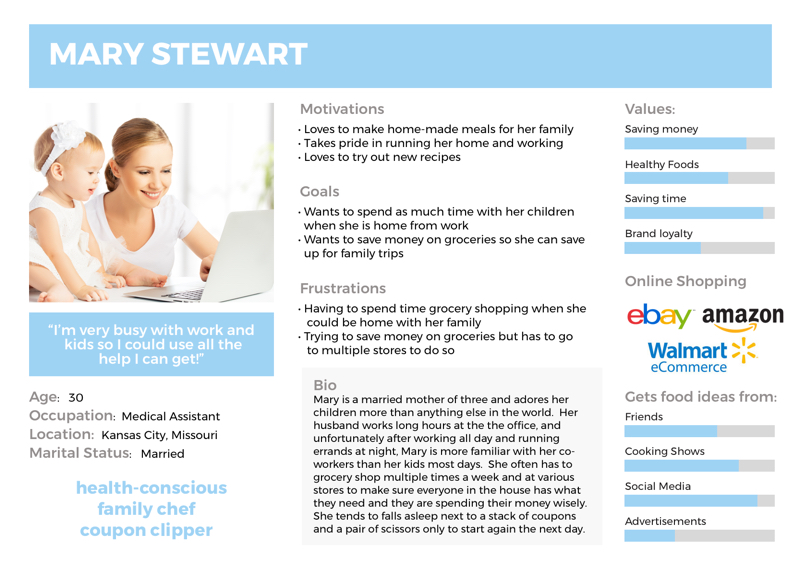 MARY STEWART
“I’m very busy with work and
kids so I could use all the
help I can get!”
Age: 30
Occupation: Medical Assistant
Location: Kansas City, Missouri
Marital Status: Married
health-conscious
family chef
coupon clipper
Motivations
• Loves to make home-made meals for her family
• Takes pride in running her home and working
• Loves to try out new recipes
Goals
• Wants to spend as much time with her children
when she is home from work
• Wants to save money on groceries so she can save
up for family trips
Frustrations
• Having to spend time grocery shopping when she
could be home with her family
• Trying to save money on groceries but has to go
to multiple stores to do so
Bio
Mary is a married mother of three and adores her
children more than anything else in the world. Her
husband works long hours at the the office, and
unfortunately after working all day and running
errands at night, Mary is more familiar with her co-
workers than her kids most days. She often has to
grocery shop multiple times a week and at various
stores to make sure everyone in the house has what
they need and they are spending their money wisely.
She tends to falls asleep next to a stack of coupons
and a pair of scissors only to start again the next day.
Values:
Saving money
Healthy Foods
Saving time
Brand loyalty
Online Shopping
ebay amazon
Walmart
eCommerce
Gets food ideas from:
Friends
Cooking Shows
Social Media
Advertisements